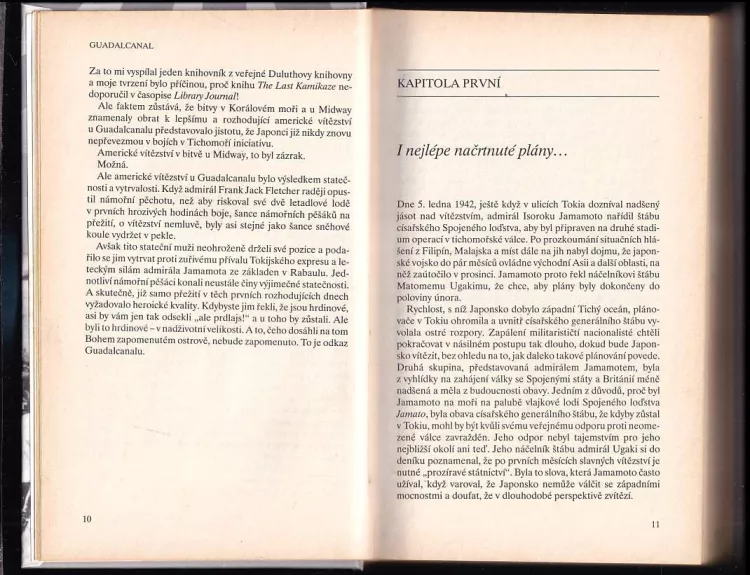 GUADALCANAL
Za to mi vyspílal jeden knihovník z veřejné Duluthovy knihovny
a moje tvrzení bylo příčinou, proč knihu The Last Kamikaze ne-
doporučil v časopise Library Journal!
Ale faktem zůstává, že bitvy v Korálovém moři a u Midway
znamenaly obrat k lepšímu a rozhodující americké vítězství
u Guadalcanalu představovalo jistotu, že Japonci již nikdy znovu
nepřevezmou v bojích v Tichomoří iniciativu.
Americké vítězství v bitvě u Midway, to byl zázrak.
Možná.
Ale americké vítězství u Guadalcanalu bylo výsledkem stateč-
nosti a vytrvalosti. Když admirál Frank Jack Fletcher raději opus-
til námořní pěchotu, než aby riskoval své dvě letadlové lodě
v prvních hrozivých hodinách boje, šance námořních pěšáků na
přežití, o vítězství nemluvě, byly asi stejné jako šance sněhové
koule vydržet v pekle.
Avšak tito stateční muži neohroženě drželi své pozice a poda-
řilo se jim vytrvat proti zuřivému přívalu Tokijského expresu a le-
teckým silám admirála Jamamota ze základen v Rabaulu. Jed-
notliví námořní pěšáci konali neustále činy výjimečné statečnosti.
A skutečně, již samo přežití v těch prvních rozhodujících dnech
vyžadovalo heroické kvality. Kdybyste jim řekli, že jsou hrdinové,
asi by vám jen tak odsekli „ale prdlajs!" a u toho by zůstali. Ale
byli to hrdinové – v nadživotní velikosti. A to, čeho dosáhli na tom
Bohem zapomenutém ostrově, nebude zapomenuto. To je odkaz
Guadalcanalu.
10
KAPITOLA PRVNÍ
I nejlépe načrtnuté plány…
Dne 5. ledna 1942, ještě když v ulicích Tokia dozníval nadšený
jásot nad vítězstvím, admirál Isoroku Jamamoto nařídil štábu
císařského Spojeného loďstva, aby byl připraven na druhé stadi-
um operací v tichomořské válce. Po prozkoumání situačních hlá-
šení z Filipín, Malajska a míst dále na jih nabyl dojmu, že japon-
ské vojsko do pár měsíců ovládne východní Asii a další oblasti, na
něž zaútočilo v prosinci. Jamamoto proto řekl náčelníkovi štábu
Matomemu Ugakimu, že chce, aby plány byly dokončeny do
poloviny února.
Rychlost, s níž Japonsko dobylo západní Tichý oceán, pláno-
vače v Tokiu ohromila a uvnitř císařského generálního štábu vy-
volala ostré rozpory. Zapálení militarističtí nacionalisté chtěli
pokračovat v násilném postupu tak dlouho, dokud bude Japon-
sko vítězit, bez ohledu na to, jak daleko takové plánování povede.
Druhá skupina, představovaná admirálem Jamamotem, byla
z vyhlídky na zahájení války se Spojenými státy a Británií méně
nadšená a měla z budoucnosti obavy. Jedním z důvodů, proč byl
Jamamoto na moři na palubě vlajkové lodi Spojeného loďstva
Jamato, byla obava císařského generálního štábu, že kdyby zůstal
v Tokiu, mohl by být kvůli svému veřejnému odporu proti neome-
zené válce zavražděn. Jeho odpor nebyl tajemstvím pro jeho
nejbližší okolí ani teď. Jeho náčelník štábu admirál Ugaki si do
deníku poznamenal, že po prvních měsících slavných vítězství je
nutné „prozíravé státnictví". Byla to slova, která Jamamoto často
užíval, když varoval, že Japonsko nemůže válčit se západními
mocnostmi a doufat, že v dlouhodobé perspektivě zvítězí.
11